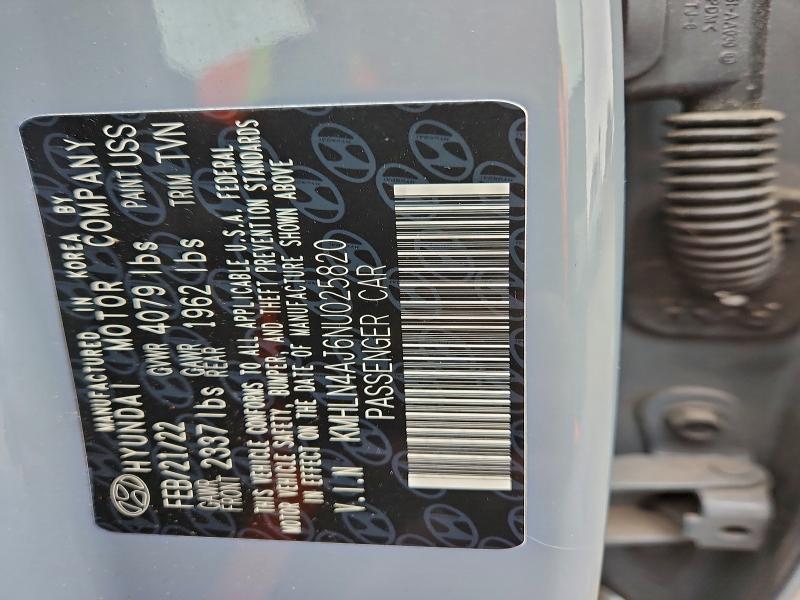 MANUFACTURED IN KOREA BY
HYUNDAI MOTOR COMPANY
FEB/21/22 GVWR 4079 lbs PAINT USS
GAWR FRONT 2337 lbs GAWR REAR 1962 lbs TRIM TVN
THIS VEHICLE CONFORMS TO ALL APPLICABLE U.S.A. FEDERAL
MOTOR VEHICLE SAFETY, BUMPER, AND THEFT PREVENTION STANDARDS
IN EFFECT ON THE DATE OF MANUFACTURE SHOWN ABOVE
V.I.N KMHLN4AJ6NU025820
PASSENGER CAR